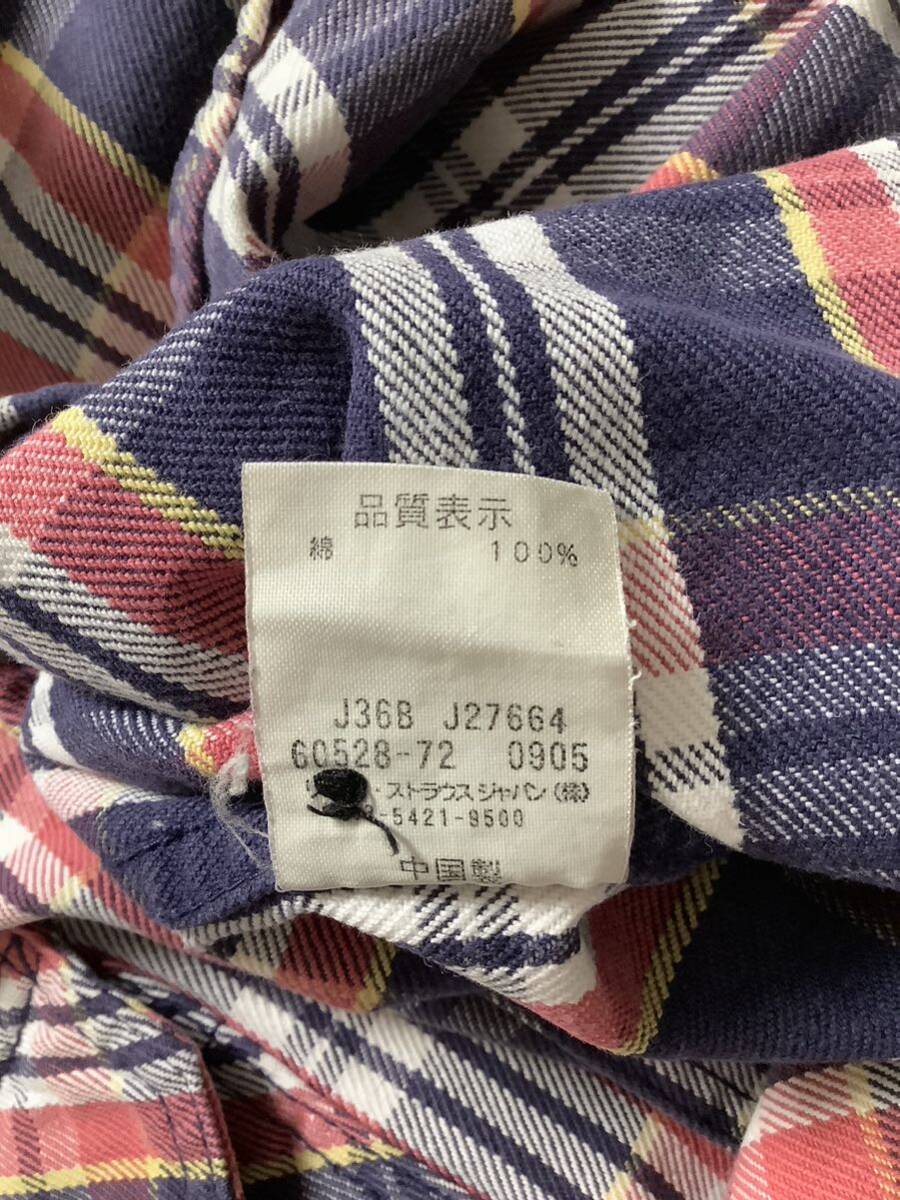 品質表示
綿 100%
J36B J27664
60528-72 0905
・ストラウスジャパン(株)
-5421-9500
中国製